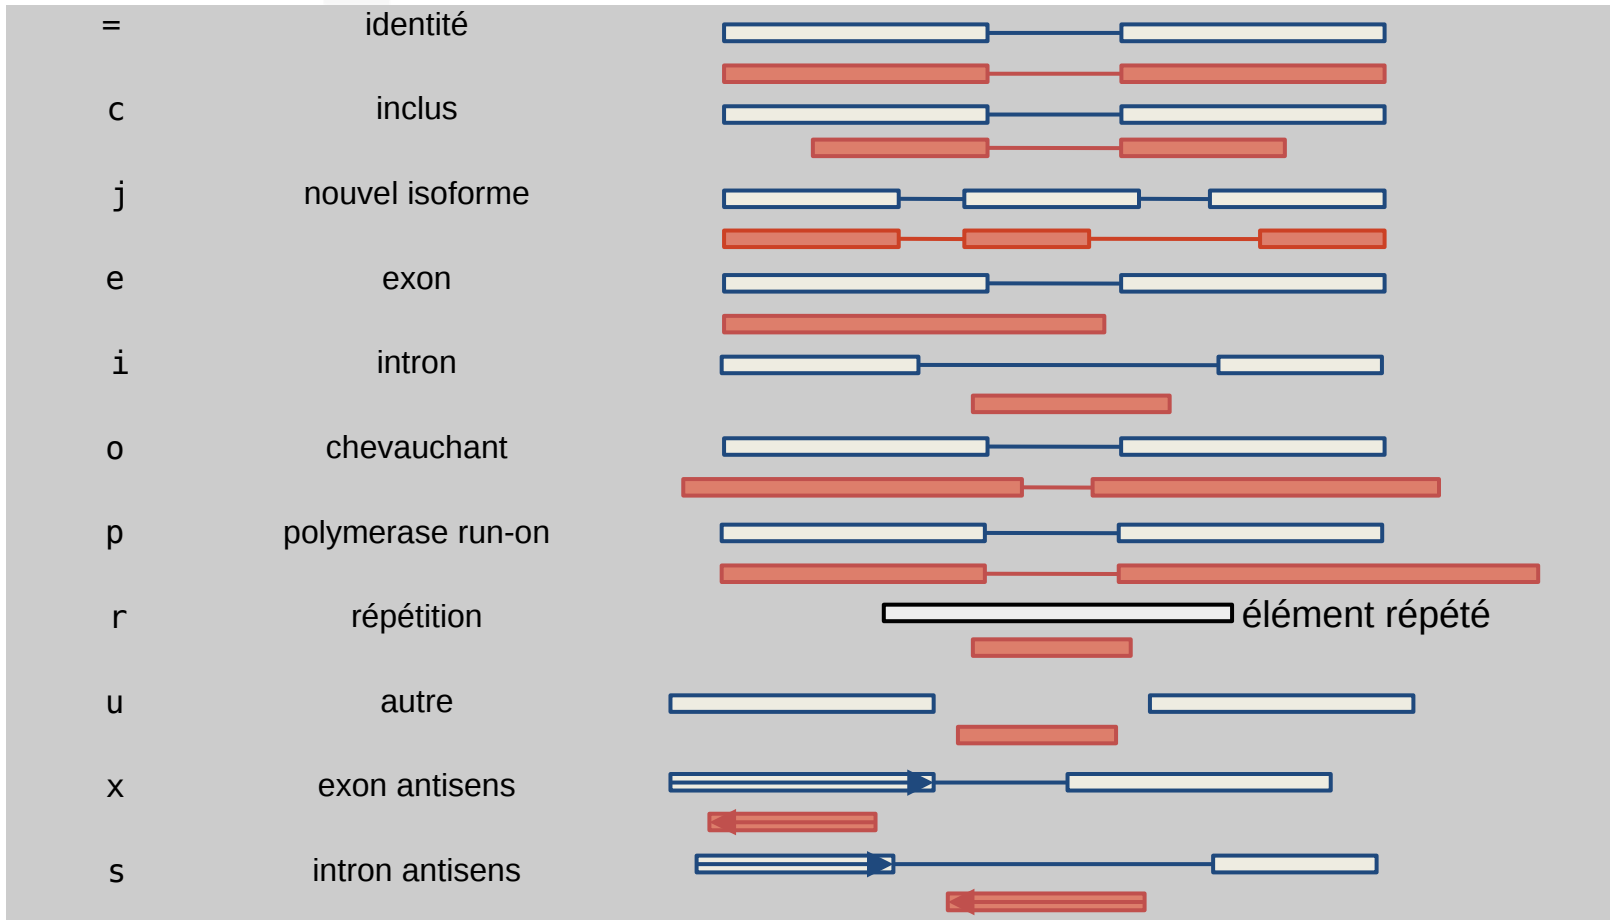 = identité
c inclus
j nouvel isoforme
e exon
i intron
o chevauchant
p polymerase run-on
r répétition élément répété
u autre
x exon antisens
s intron antisens